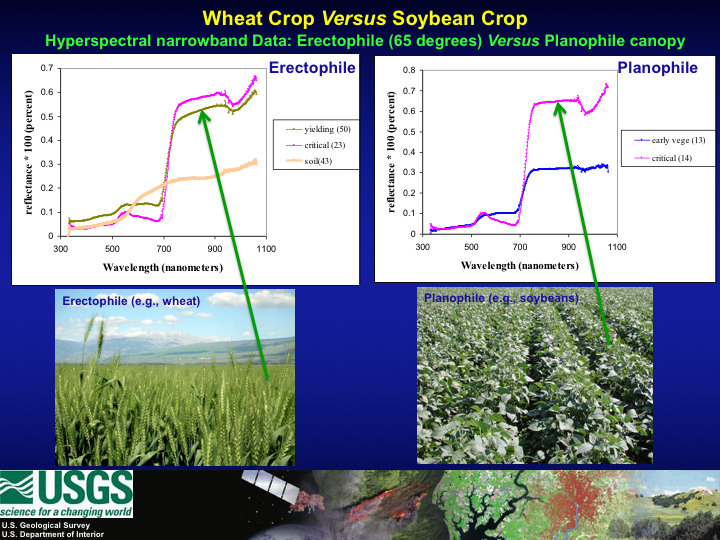 Wheat Crop Versus Soybean Crop
Hyperspectral narrowband Data: Erectophile (65 degrees) Versus Planophile canopy
Erectophile
0.7
0.6
0.5
0.4
0.3
0.2
0.1
0
reflectance * 100 (percent)
300 500 700 900 1100
Wavelength (nanometers)
yielding (50)
critical (23)
soil(43)
Planophile
0.8
0.7
0.6
0.5
0.4
0.3
0.2
0.1
0
reflectance * 100 (percent)
300 500 700 900 1100
Wavelength (nanometers)
early vege (13)
critical (14)
Erectophile (e.g., wheat)
Planophile (e.g., soybeans)
USGS
science for a changing world
U.S. Geological Survey
U.S. Department of Interior